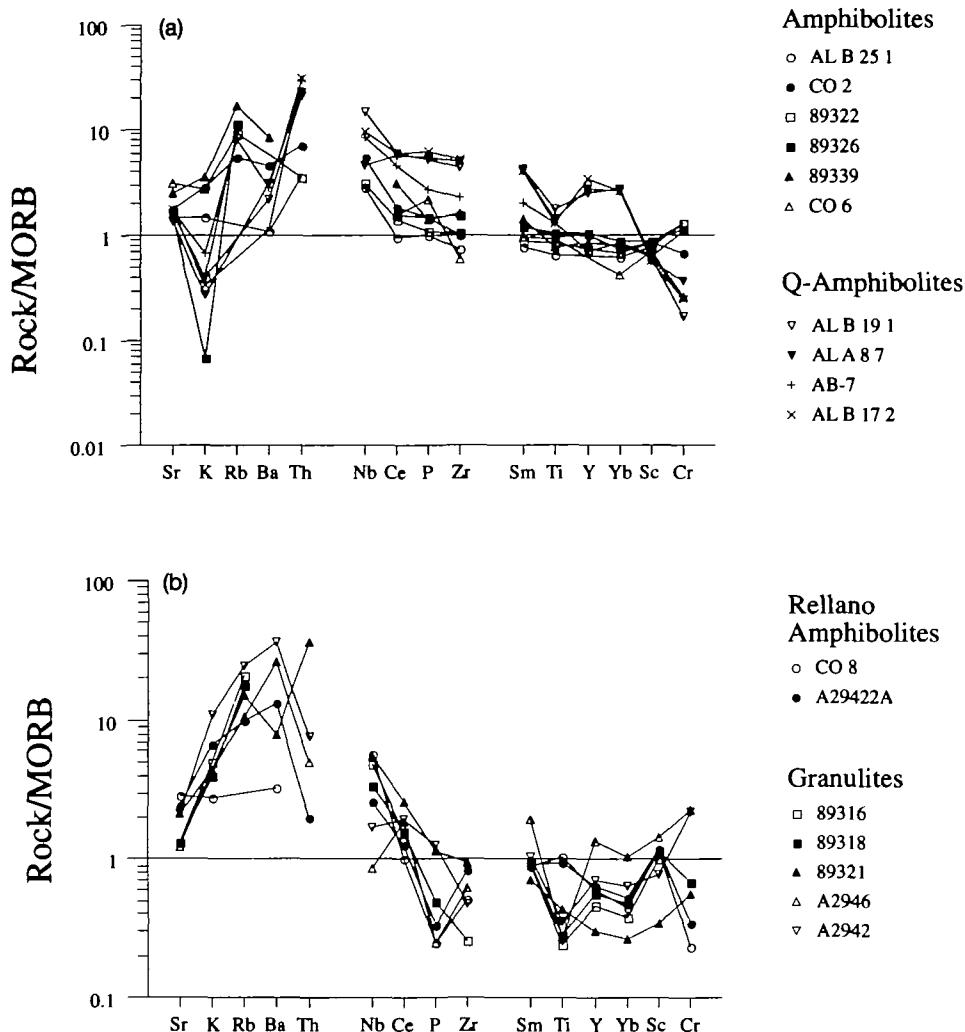 (a)
Rock/MORB
100
10
1
0.1
0.01
Sr K Rb Ba Th Nb Ce P Zr Sm Ti Y Yb Sc Cr
Amphibolites
AL B 25 1
CO 2
89322
89326
89339
CO 6
Q-Amphibolites
AL B 19 1
AL A 8 7
AB-7
AL B 17 2
(b)
Rock/MORB
100
10
1
0.1
Sr K Rb Ba Th Nb Ce P Zr Sm Ti Y Yb Sc Cr
Rellano
Amphibolites
CO 8
A29422A
Granulites
89316
89318
89321
A2946
A2942